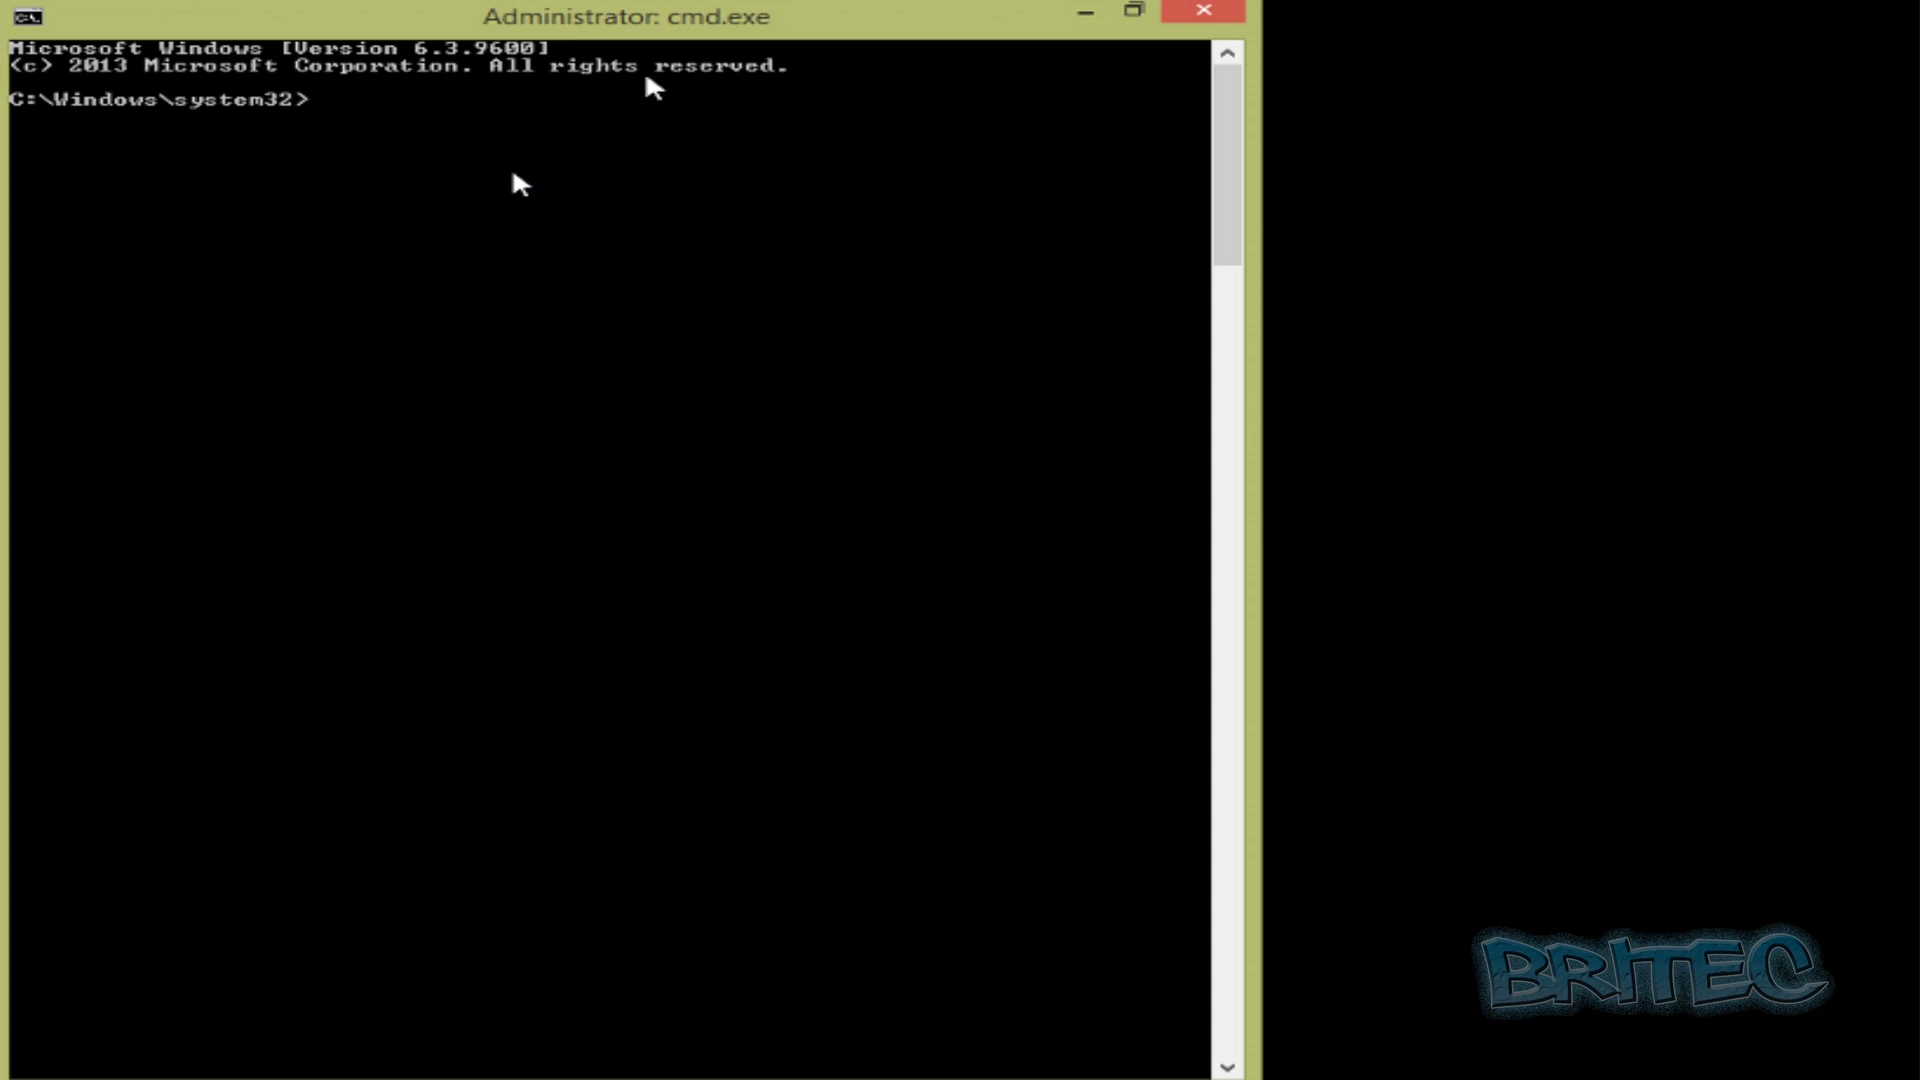 Administrator: cmd.exe
Microsoft Windows [Version 6.3.9600]
(c) 2013 Microsoft Corporation. All rights reserved.
C:\Windows\system32>
BRITEC